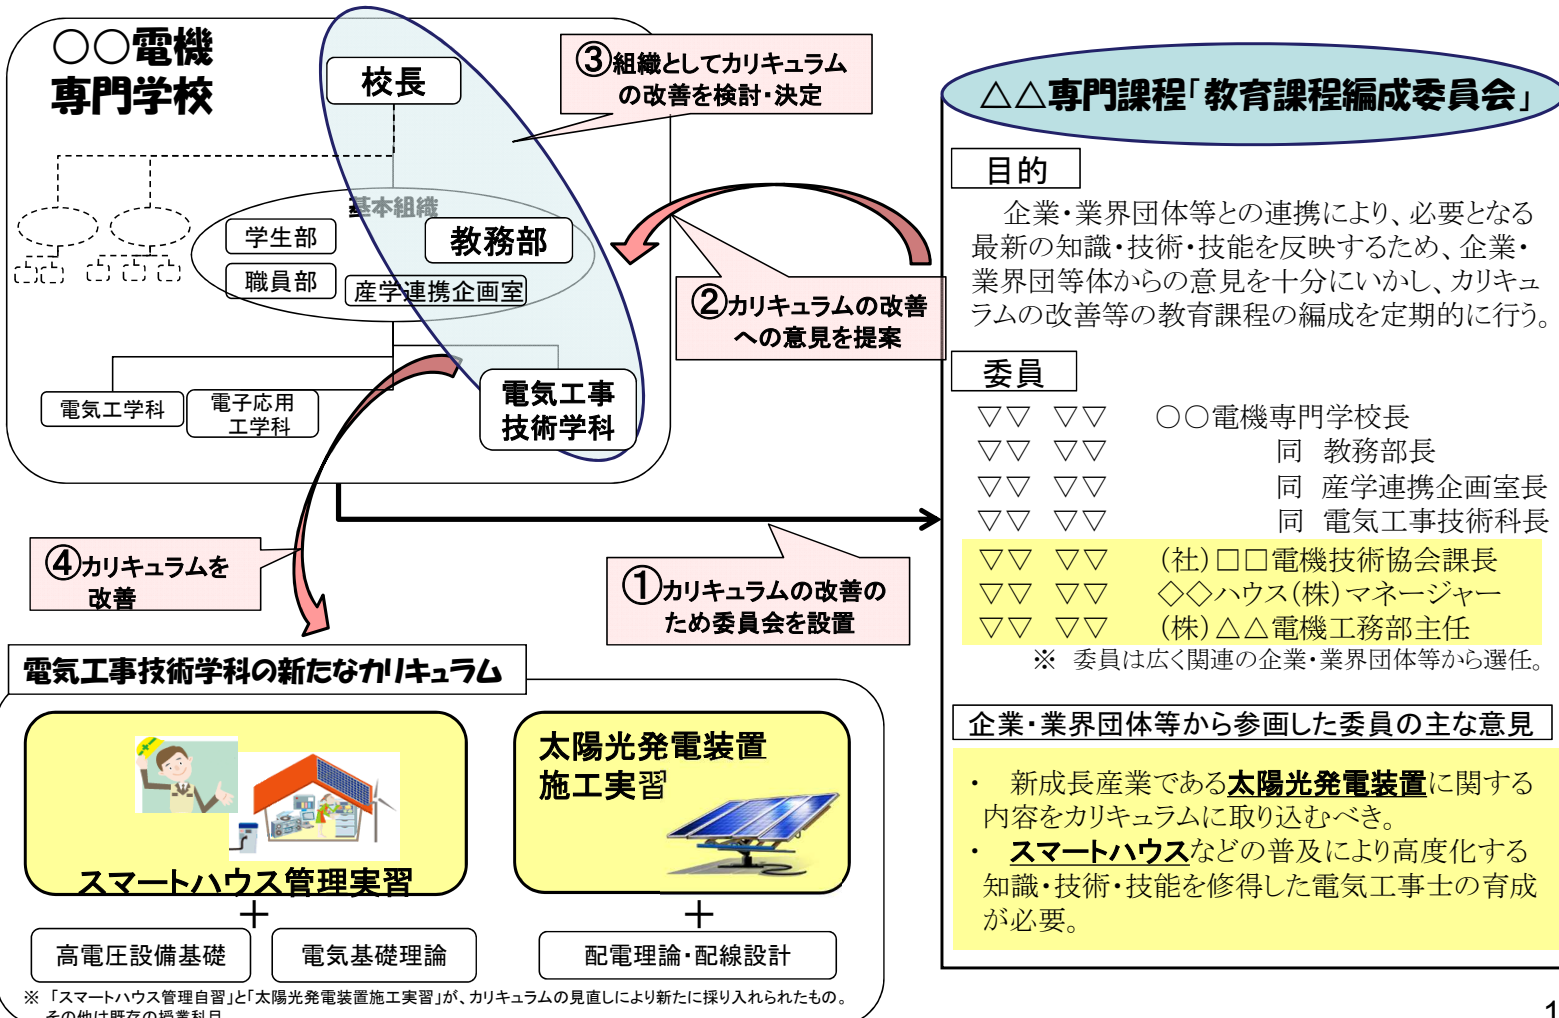 ○○電機
専門学校
校長
基本組織
学生部
教務部
職員部
産学連携企画室
電気工学科
電子応用
工学科
電気工事
技術学科
③組織としてカリキュラム
の改善を検討・決定
②カリキュラムの改善
への意見を提案
①カリキュラムの改善の
ため委員会を設置
④カリキュラムを
改善
電気工事技術学科の新たなカリキュラム
スマートハウス管理実習
+
高電圧設備基礎
電気基礎理論
太陽光発電装置
施工実習
+
配電理論・配線設計
※ 「スマートハウス管理自習」と「太陽光発電装置施工実習」が、カリキュラムの見直しにより新たに採り入れられたもの。
その他は既存の授業科目
△△専門課程「教育課程編成委員会」
目的
企業・業界団体等との連携により、必要となる
最新の知識・技術・技能を反映するため、企業・
業界団等体からの意見を十分にいかし、カリキュ
ラムの改善等の教育課程の編成を定期的に行う。
委員
▽▽ ▽▽ ○○電機専門学校長
▽▽ ▽▽ 同 教務部長
▽▽ ▽▽ 同 産学連携企画室長
▽▽ ▽▽ 同 電気工事技術科長
▽▽ ▽▽ (社)□□電機技術協会課長
▽▽ ▽▽ ◇◇ハウス(株)マネージャー
▽▽ ▽▽ (株)△△電機工務部主任
※ 委員は広く関連の企業・業界団体等から選任。
企業・業界団体等から参画した委員の主な意見
・ 新成長産業である太陽光発電装置に関する
内容をカリキュラムに取り込むべき。
・ スマートハウスなどの普及により高度化する
知識・技術・技能を修得した電気工事士の育成
が必要。
1